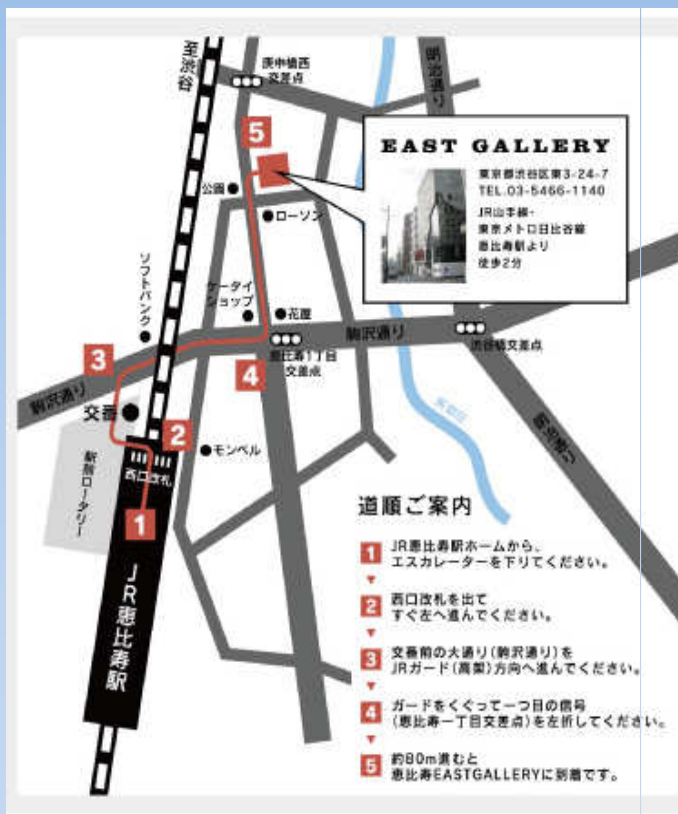 至渋谷
庚申橋西
交差点
明治通り
5
EAST GALLERY
東京都渋谷区東3-24-7
TEL.03-5466-1140
JR山手線・
東京メトロ日比谷線
恵比寿駅より
徒歩2分
公園
ローソン
ソフトバンク
ケータイ
ショップ
花屋
駒沢通り
恵比寿1丁目
交差点
渋谷橋交差点
3
4
駒沢通り
交番
2
モンベル
西口改札
駅前ロータリー
1
JR恵比寿駅
道順ご案内
1 JR恵比寿駅ホームから、
エスカレーターを下りてください。
2 西口改札を出て
すぐ左へ進んでください。
3 交番前の大通り(駒沢通り)を
JRガード(高架)方向へ進んでください。
4 ガードをくぐって一つ目の信号
(恵比寿一丁目交差点)を左折してください。
5 約80m進むと
恵比寿EASTGALLERYに到着です。